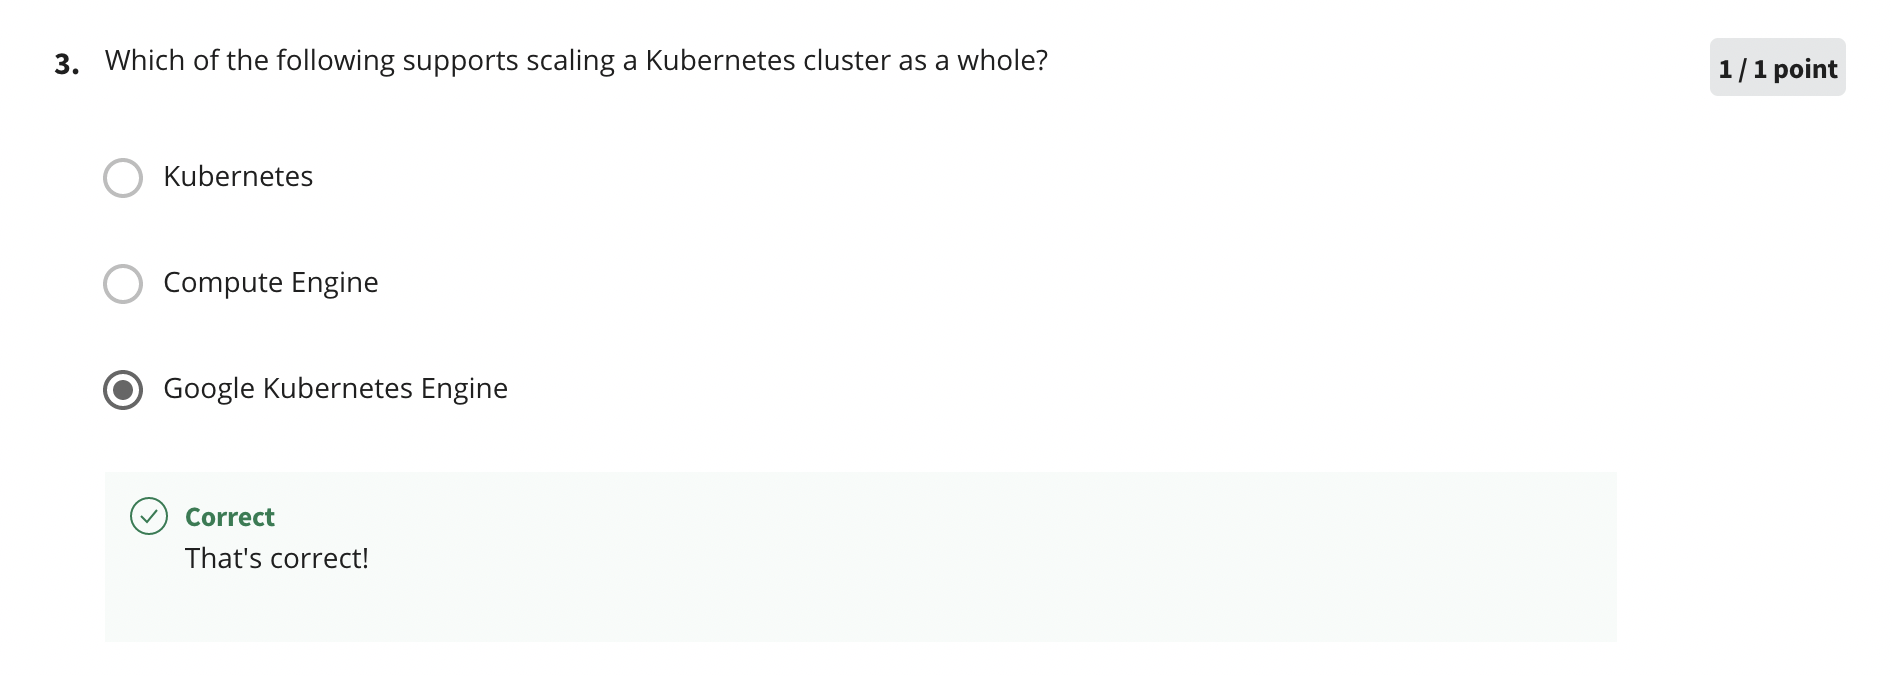 3. Which of the following supports scaling a Kubernetes cluster as a whole?
1 / 1 point
Kubernetes
Compute Engine
Google Kubernetes Engine
Correct
That's correct!